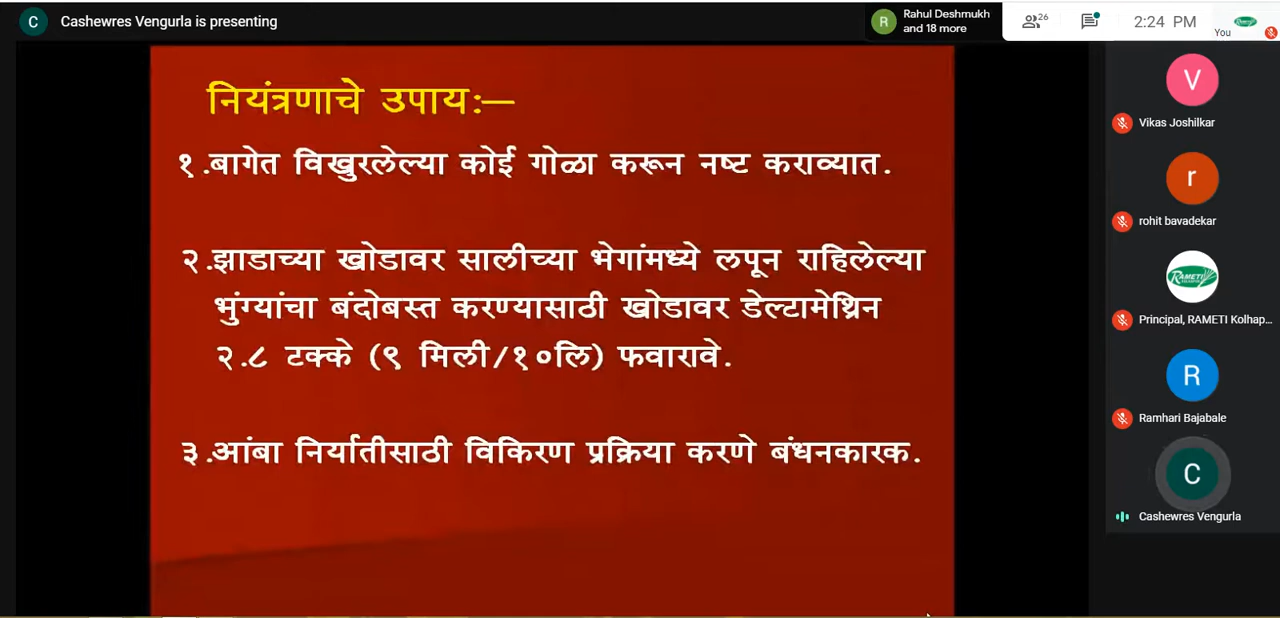 C Cashewres Vengurla is presenting
R Rahul Deshmukh
and 18 more
26
2:24 PM
You
नियंत्रणाचे उपाय:—
१.बागेत विखुरलेल्या कोई गोळा करून नष्ट कराव्यात.
२.झाडाच्या खोडावर सालीच्या भेगांमध्ये लपून राहिलेल्या
भुंग्यांचा बंदोबस्त करण्यासाठी खोडावर डेल्टामेथ्रिन
२.८ टक्के (९ मिली/१०लि) फवारावे.
३.आंबा निर्यातीसाठी विकिरण प्रक्रिया करणे बंधनकारक.
V
Vikas Joshilkar
r
rohit bavadekar
RAMETI
Principal, RAMETI Kolhap...
R
Ramhari Bajabale
C
Cashewres Vengurla